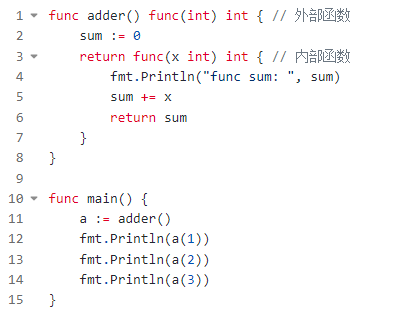 1 func adder() func(int) int { // 外部函数
2     sum := 0
3     return func(x int) int { // 内部函数
4         fmt.Println("func sum: ", sum)
5         sum += x
6         return sum
7     }
8 }
9
10 func main() {
11     a := adder()
12     fmt.Println(a(1))
13     fmt.Println(a(2))
14     fmt.Println(a(3))
15 }